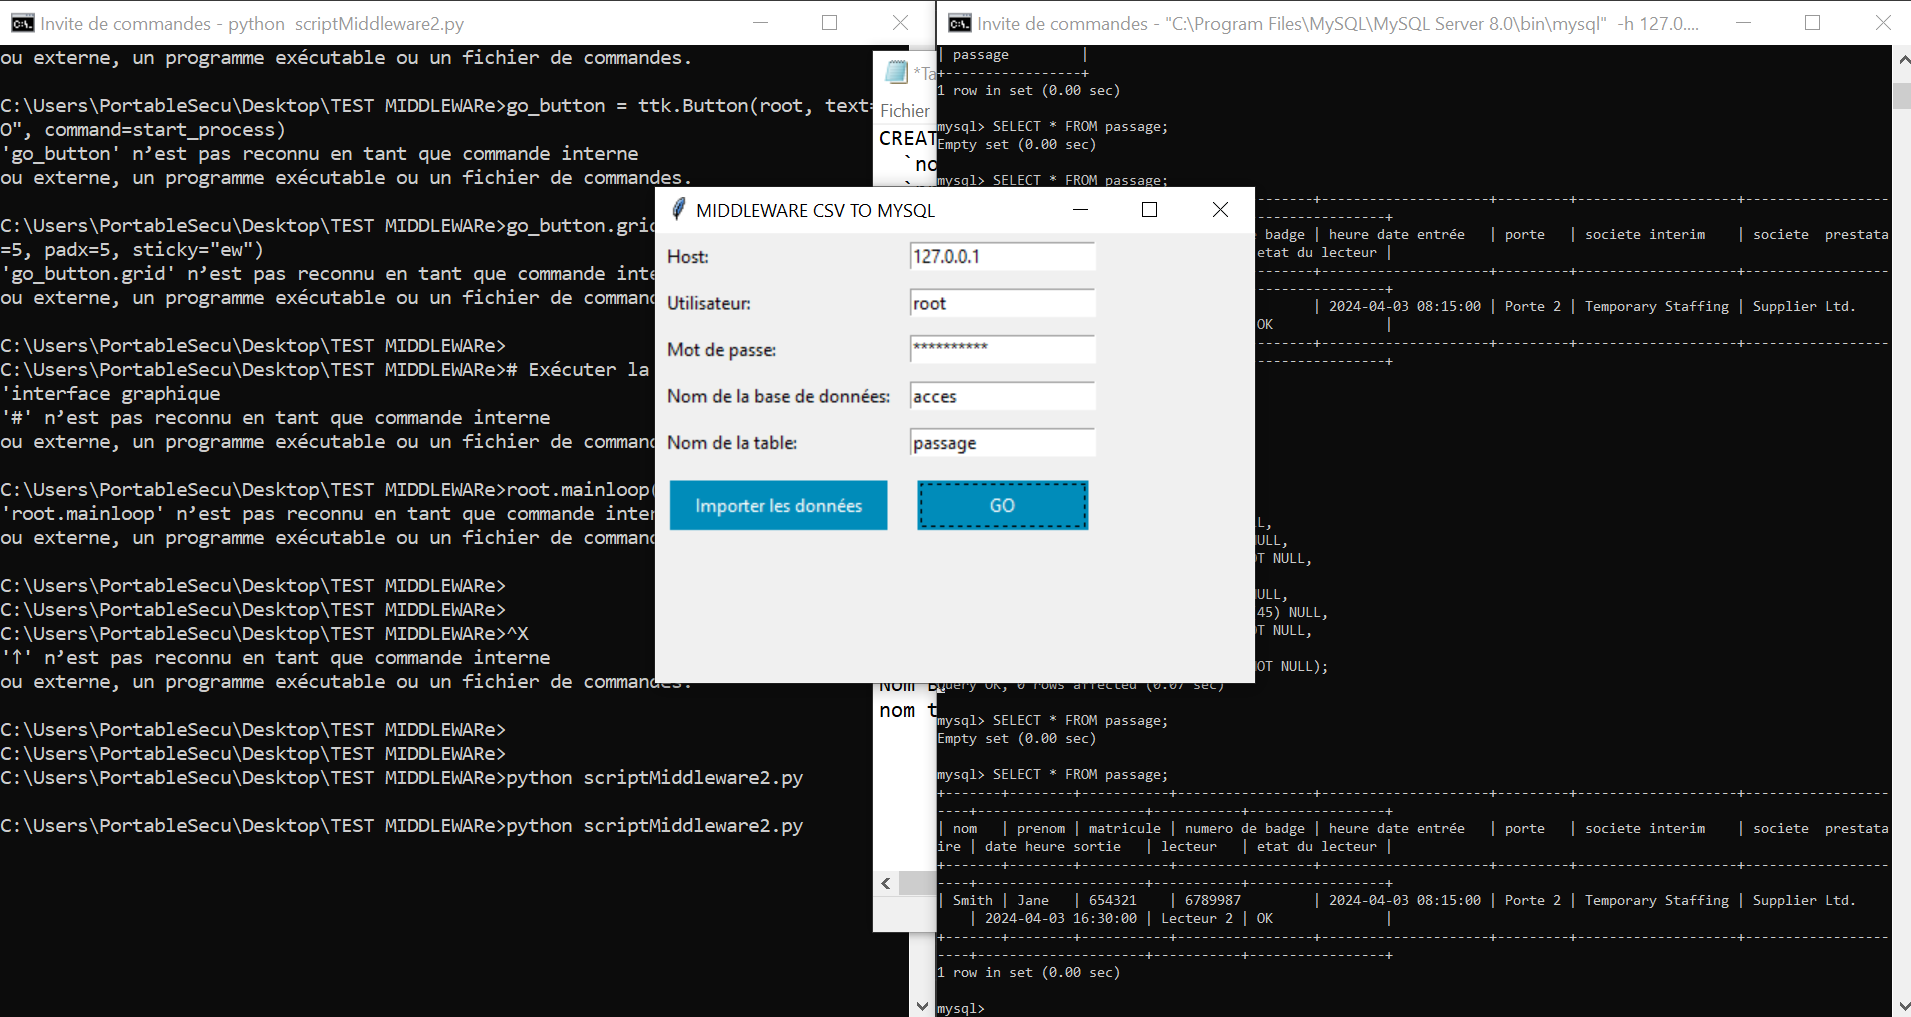 Invite de commandes - python  scriptMiddleware2.py
ou externe, un programme exécutable ou un fichier de commandes.
C:\Users\PortableSecu\Desktop\TEST MIDDLEWARe>go_button = ttk.Button(root, text=
O", command=start_process)
'go_button' n’est pas reconnu en tant que commande interne
ou externe, un programme exécutable ou un fichier de commandes.
C:\Users\PortableSecu\Desktop\TEST MIDDLEWARe>go_button.grid
=5, padx=5, sticky="ew")
'go_button.grid' n’est pas reconnu en tant que commande inte
ou externe, un programme exécutable ou un fichier de command
C:\Users\PortableSecu\Desktop\TEST MIDDLEWARe>
C:\Users\PortableSecu\Desktop\TEST MIDDLEWARe># Exécuter la
'interface graphique
'#' n’est pas reconnu en tant que commande interne
ou externe, un programme exécutable ou un fichier de command
C:\Users\PortableSecu\Desktop\TEST MIDDLEWARe>root.mainloop(
'root.mainloop' n’est pas reconnu en tant que commande inter
ou externe, un programme exécutable ou un fichier de command
C:\Users\PortableSecu\Desktop\TEST MIDDLEWARe>
C:\Users\PortableSecu\Desktop\TEST MIDDLEWARe>
C:\Users\PortableSecu\Desktop\TEST MIDDLEWARe>^X
'↑' n’est pas reconnu en tant que commande interne
ou externe, un programme exécutable ou un fichier de commandes.
C:\Users\PortableSecu\Desktop\TEST MIDDLEWARe>
C:\Users\PortableSecu\Desktop\TEST MIDDLEWARe>
C:\Users\PortableSecu\Desktop\TEST MIDDLEWARe>python scriptMiddleware2.py
C:\Users\PortableSecu\Desktop\TEST MIDDLEWARe>python scriptMiddleware2.py
*Ta
Fichier
CREAT
`no
nom t
MIDDLEWARE CSV TO MYSQL
Host: 127.0.0.1
Utilisateur: root
Mot de passe: **********
Nom de la base de données: acces
Nom de la table: passage
Importer les données GO
Invite de commandes - "C:\Program Files\MySQL\MySQL Server 8.0\bin\mysql"  -h 127.0....
| passage         |
+-----------------+
1 row in set (0.00 sec)
mysql> SELECT * FROM passage;
Empty set (0.00 sec)
mysql> SELECT * FROM passage;
badge | heure date entrée   | porte   | societe interim    | societe  prestata
etat du lecteur |
| 2024-04-03 08:15:00 | Porte 2 | Temporary Staffing | Supplier Ltd.
OK              |
L,
NULL,
T NULL,
NULL,
45) NULL,
T NULL,
NOT NULL);
Query OK, 0 rows affected (0.07 sec)
mysql> SELECT * FROM passage;
Empty set (0.00 sec)
mysql> SELECT * FROM passage;
| nom   | prenom | matricule | numero de badge | heure date entrée   | porte   | societe interim    | societe  prestata
ire | date heure sortie   | lecteur   | etat du lecteur |
| Smith | Jane   | 654321    | 6789987         | 2024-04-03 08:15:00 | Porte 2 | Temporary Staffing | Supplier Ltd.
| 2024-04-03 16:30:00 | Lecteur 2 | OK              |
1 row in set (0.00 sec)
mysql>